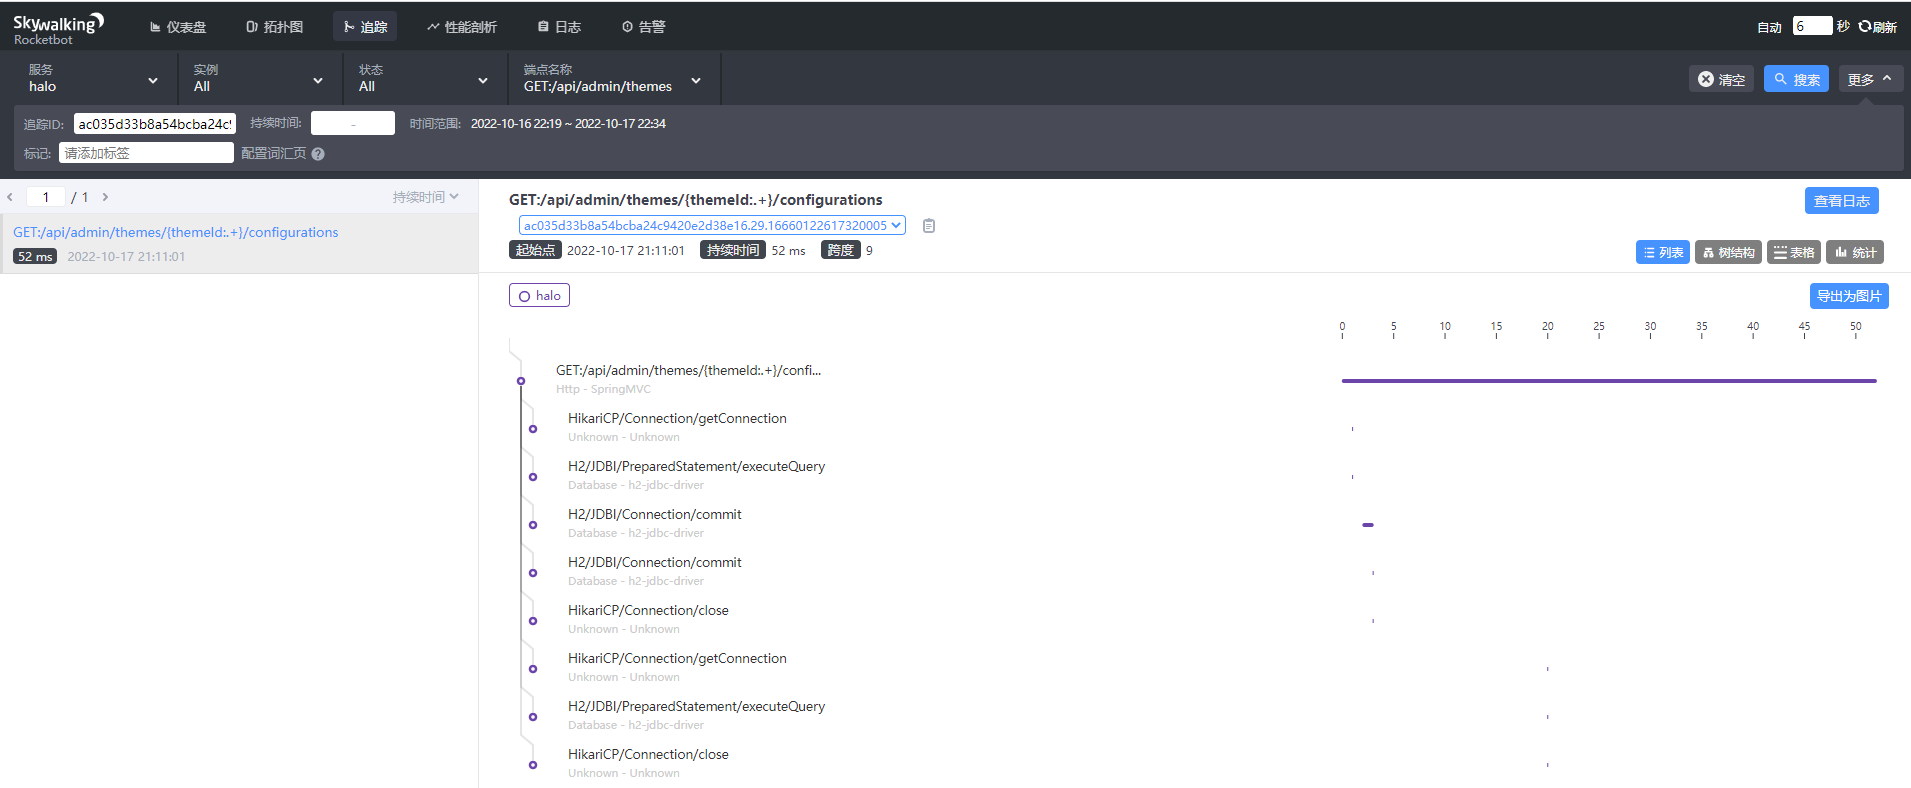 Skywalking
Rocketbot
仪表盘
拓扑图
追踪
性能剖析
日志
告警
自动 6 秒 刷新
服务
halo
实例
All
状态
All
端点名称
GET:/api/admin/themes
清空
搜索
更多
追踪ID: ac035d33b8a54bcba24c9 持续时间: - 时间范围: 2022-10-16 22:19 ~ 2022-10-17 22:34
标记: 请添加标签 配置词汇页 ?
1 / 1 持续时间
GET:/api/admin/themes/{themeId:.+}/configurations
52 ms 2022-10-17 21:11:01
GET:/api/admin/themes/{themeId:.+}/configurations
查看日志
ac035d33b8a54bcba24c9420e2d38e16.29.16660122617320005
起始点 2022-10-17 21:11:01 持续时间 52 ms 跨度 9
列表 树结构 表格 统计
halo
导出为图片
0 5 10 15 20 25 30 35 40 45 50
GET:/api/admin/themes/{themeId:.+}/confi...
Http - SpringMVC
HikariCP/Connection/getConnection
Unknown - Unknown
H2/JDBI/PreparedStatement/executeQuery
Database - h2-jdbc-driver
H2/JDBI/Connection/commit
Database - h2-jdbc-driver
H2/JDBI/Connection/commit
Database - h2-jdbc-driver
HikariCP/Connection/close
Unknown - Unknown
HikariCP/Connection/getConnection
Unknown - Unknown
H2/JDBI/PreparedStatement/executeQuery
Database - h2-jdbc-driver
HikariCP/Connection/close
Unknown - Unknown